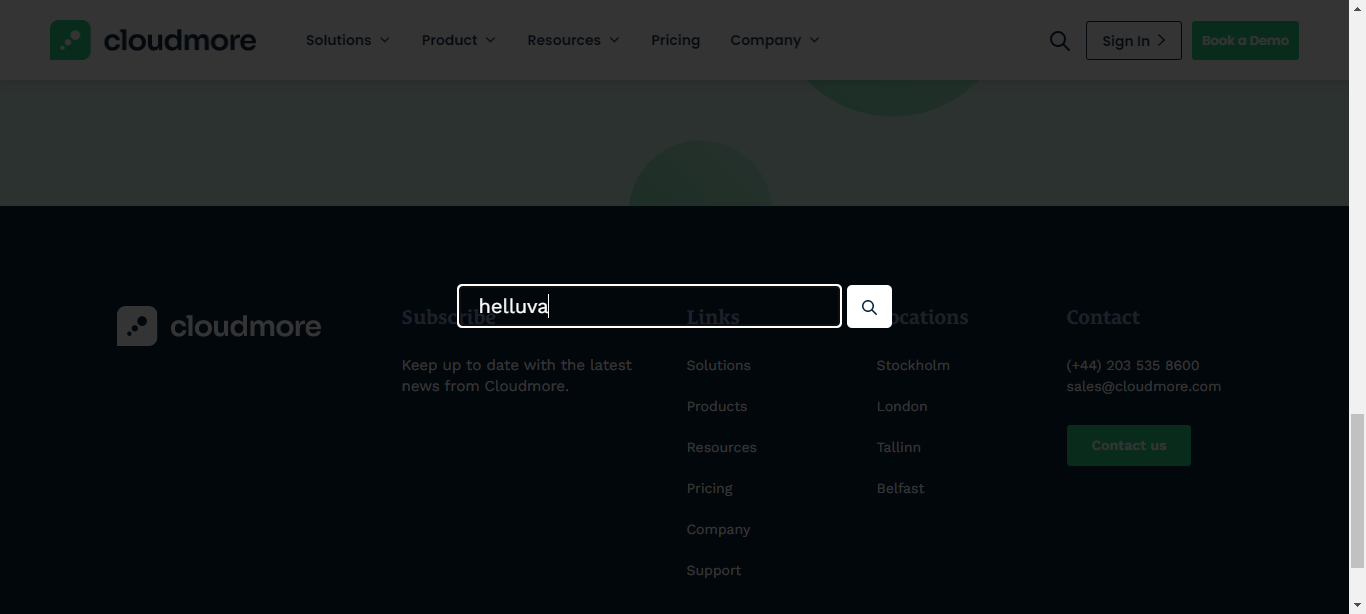 cloudmore
Solutions
Product
Resources
Pricing
Company
Sign In
Book a Demo
helluva
cloudmore
Subscribe
Keep up to date with the latest
news from Cloudmore.
Links
Solutions
Products
Resources
Pricing
Company
Support
ocations
Stockholm
London
Tallinn
Belfast
Contact
(+44) 203 535 8600
sales@cloudmore.com
Contact us